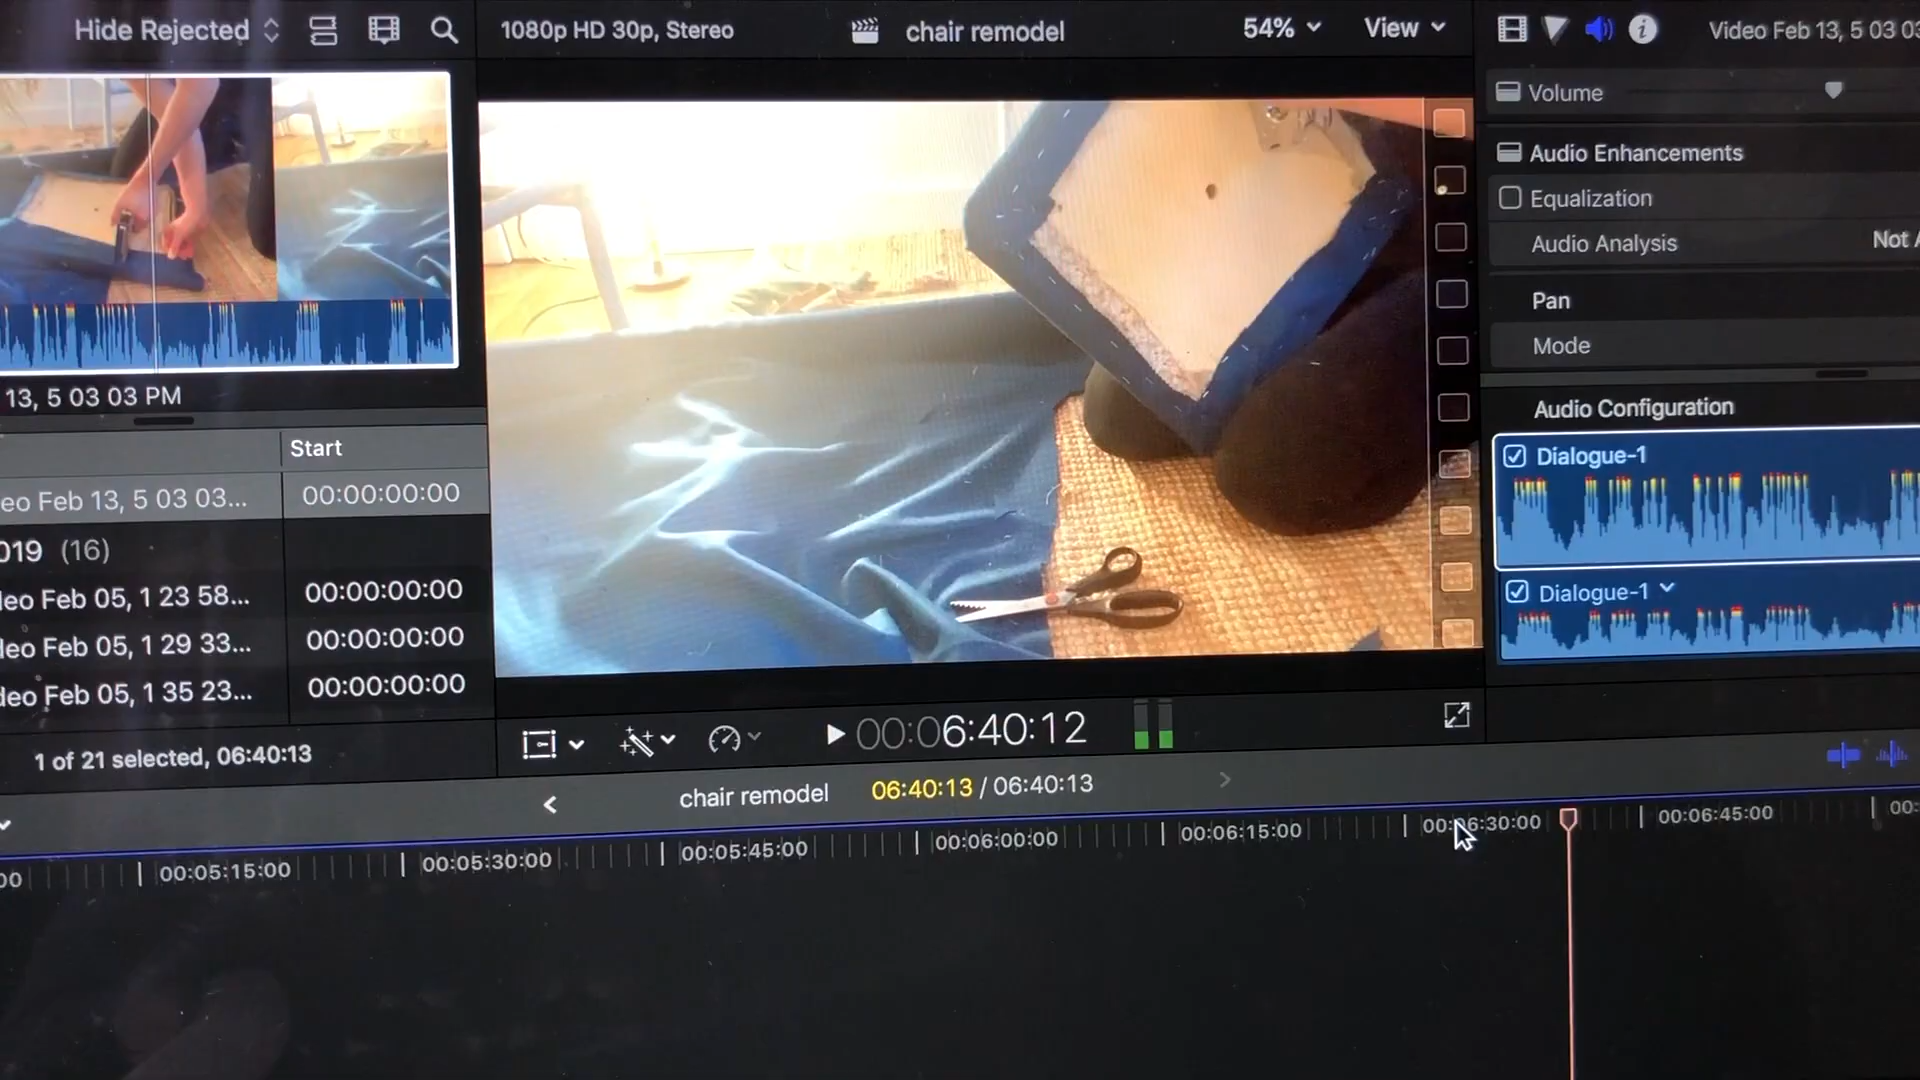 Hide Rejected
1080p HD 30p, Stereo
chair remodel
54%
View
Video Feb 13, 5 03 03
Volume
Audio Enhancements
Equalization
Audio Analysis
Not A
Pan
Mode
Audio Configuration
Dialogue-1
Dialogue-1
13, 5 03 03 PM
Start
eo Feb 13, 5 03 03...
00:00:00:00
019 (16)
deo Feb 05, 1 23 58...
00:00:00:00
deo Feb 05, 1 29 33...
00:00:00:00
deo Feb 05, 1 35 23...
00:00:00:00
1 of 21 selected, 06:40:13
00:06:40:12
chair remodel
06:40:13 / 06:40:13
00
00:05:15:00
00:05:30:00
00:05:45:00
00:06:00:00
00:06:15:00
00:06:30:00
00:06:45:00
00: